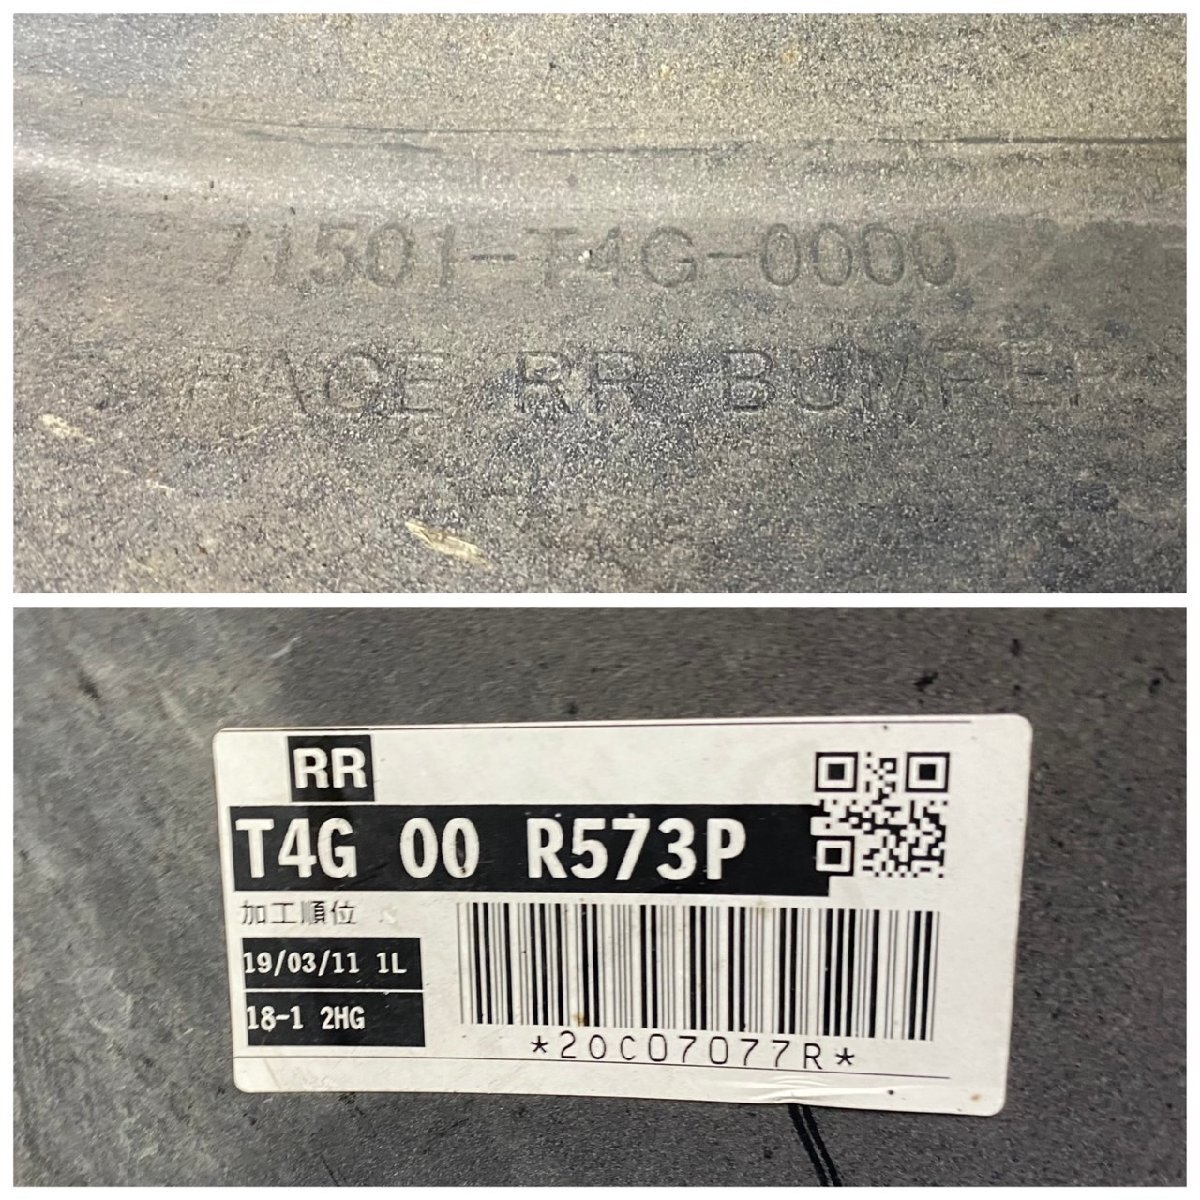 71501-T4G-0000
FACE RR BUMPER
RR
T4G 00 R573P
加工順位
19/03/11 1L
18-1 2HG
*20C07077R*